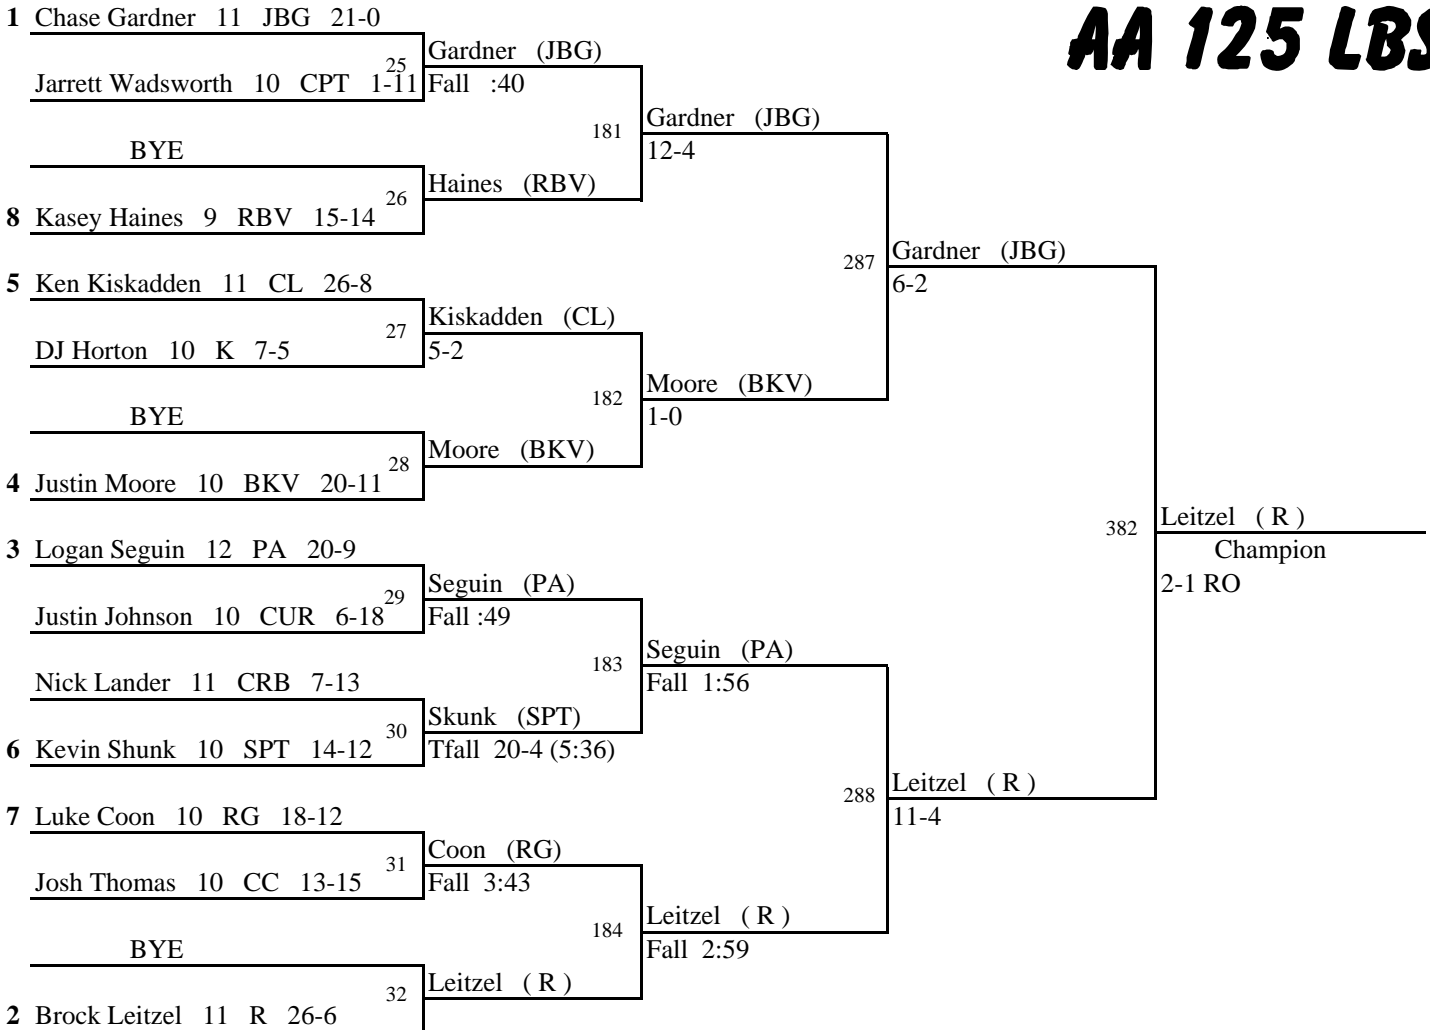 AA 125 LBS
1 Chase Gardner 11 JBG 21-0
Gardner (JBG)
25
Jarrett Wadsworth 10 CPT 1-11
Fall :40
Gardner (JBG)
181
12-4
BYE
Haines (RBV)
26
8 Kasey Haines 9 RBV 15-14
Gardner (JBG)
287
6-2
5 Ken Kiskadden 11 CL 26-8
Kiskadden (CL)
27
DJ Horton 10 K 7-5
5-2
Moore (BKV)
182
1-0
BYE
Moore (BKV)
28
4 Justin Moore 10 BKV 20-11
Leitzel ( R )
382
Champion
2-1 RO
3 Logan Seguin 12 PA 20-9
Seguin (PA)
29
Justin Johnson 10 CUR 6-18
Fall :49
Seguin (PA)
183
Fall 1:56
Nick Lander 11 CRB 7-13
Skunk (SPT)
30
6 Kevin Shunk 10 SPT 14-12
Tfall 20-4 (5:36)
Leitzel ( R )
288
11-4
7 Luke Coon 10 RG 18-12
Coon (RG)
31
Josh Thomas 10 CC 13-15
Fall 3:43
Leitzel ( R )
184
Fall 2:59
BYE
Leitzel ( R )
32
2 Brock Leitzel 11 R 26-6